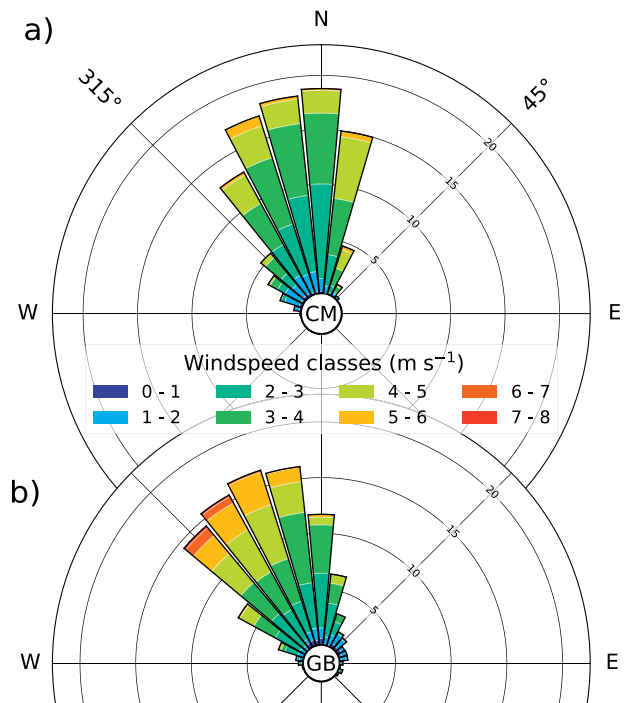 a)
N
315°
45°
20
15
10
5
W
CM
E
Windspeed classes (m s⁻¹)
0 - 1 2 - 3 4 - 5 6 - 7
1 - 2 3 - 4 5 - 6 7 - 8
b)
20
15
10
5
W
GB
E